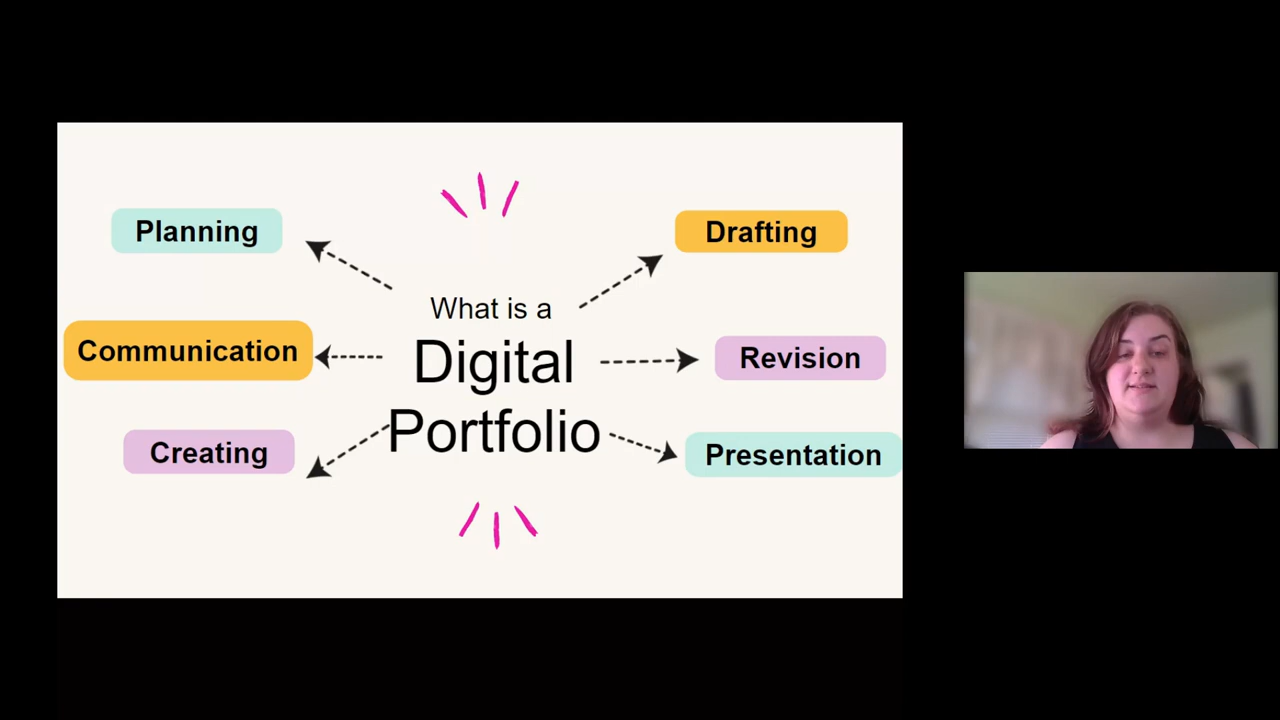 Planning
Communication
Creating
What is a
Digital
Portfolio
Drafting
Revision
Presentation